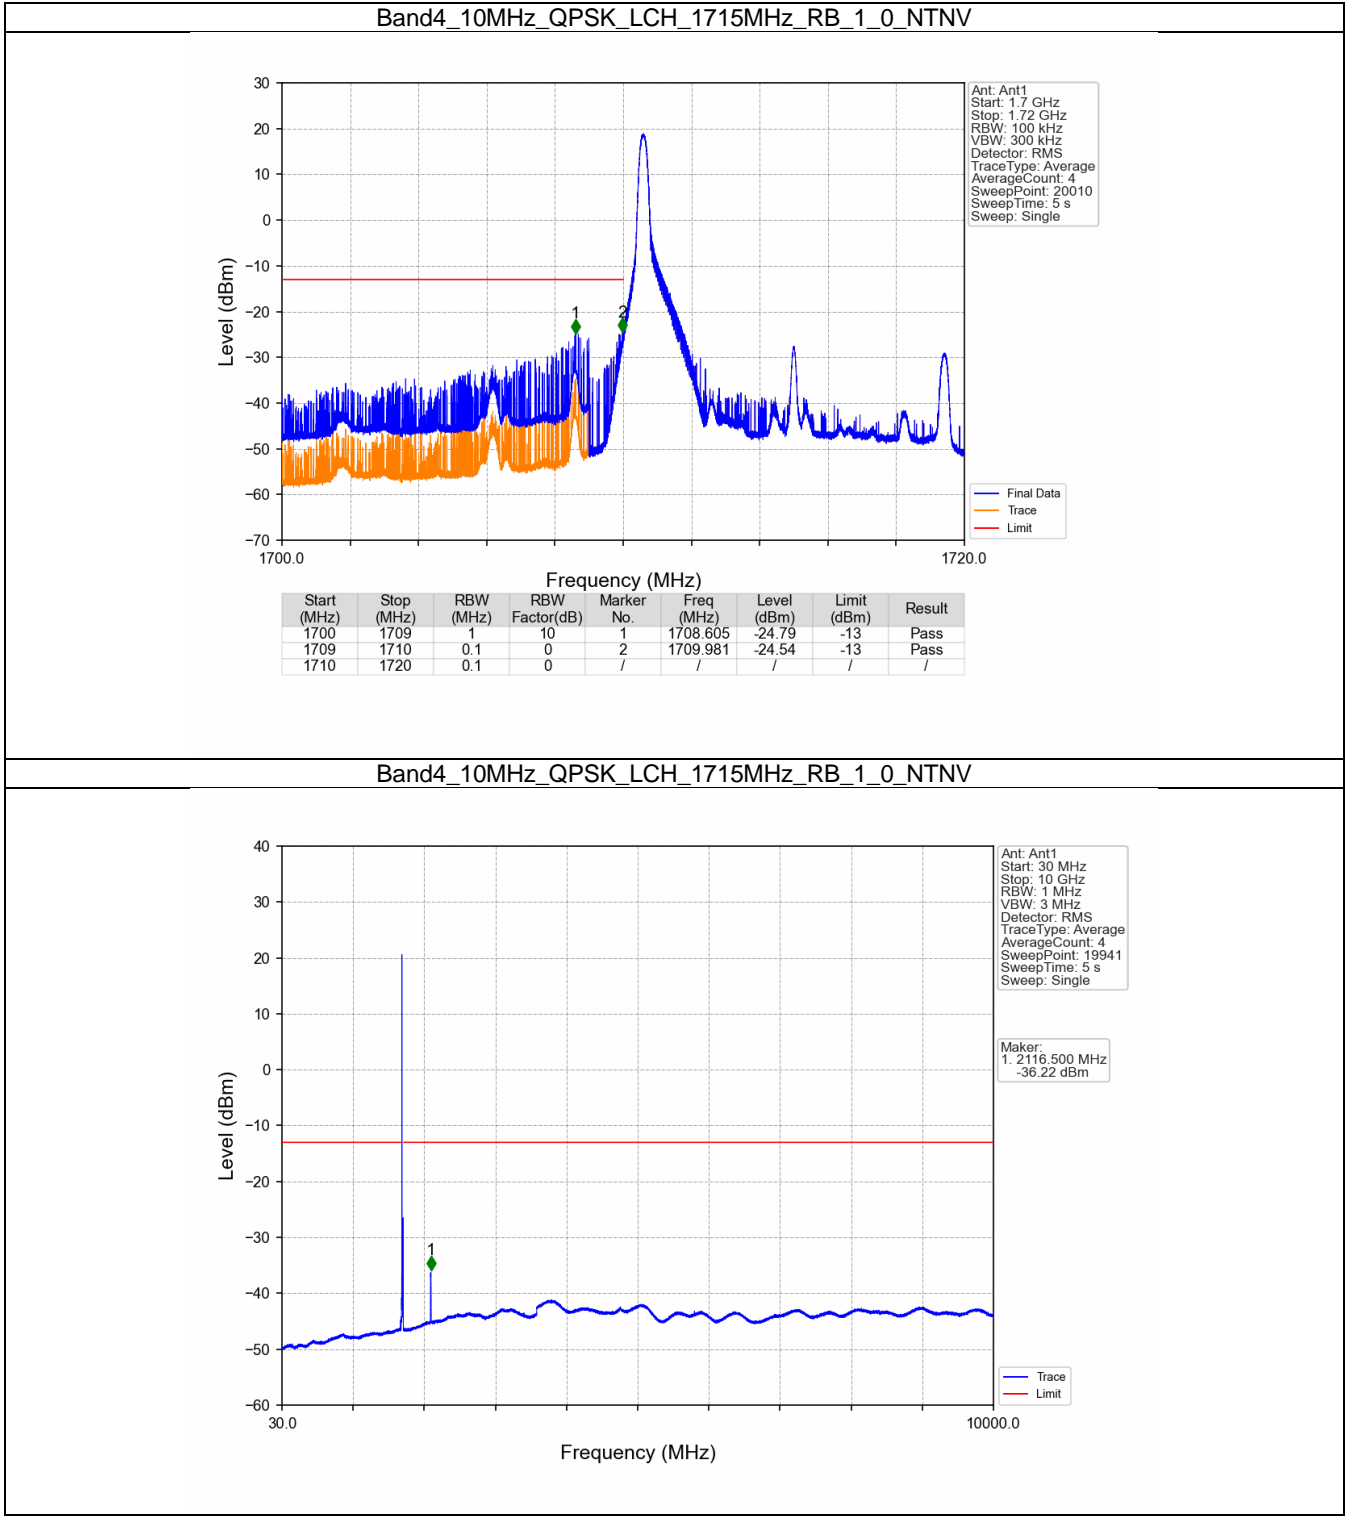 Band4_10MHz_QPSK_LCH_1715MHz_RB_1_0_NTNV
30
20
10
0
−10
−20
−30
−40
−50
−60
−70
Level (dBm)
1
2
1700.0
1720.0
Frequency (MHz)
Ant: Ant1
Start: 1.7 GHz
Stop: 1.72 GHz
RBW: 100 kHz
VBW: 300 kHz
Detector: RMS
TraceType: Average
AverageCount: 4
SweepPoint: 20010
SweepTime: 5 s
Sweep: Single
Final Data
Trace
Limit
Start (MHz) Stop (MHz) RBW (MHz) RBW Factor(dB) Marker No. Freq (MHz) Level (dBm) Limit (dBm) Result
1700 1709 1 10 1 1708.605 -24.79 -13 Pass
1709 1710 0.1 0 2 1709.981 -24.54 -13 Pass
1710 1720 0.1 0 / / / / /
Band4_10MHz_QPSK_LCH_1715MHz_RB_1_0_NTNV
40
30
20
10
0
−10
−20
−30
−40
−50
−60
Level (dBm)
1
30.0
10000.0
Frequency (MHz)
Ant: Ant1
Start: 30 MHz
Stop: 10 GHz
RBW: 1 MHz
VBW: 3 MHz
Detector: RMS
TraceType: Average
AverageCount: 4
SweepPoint: 19941
SweepTime: 5 s
Sweep: Single
Maker:
1. 2116.500 MHz
-36.22 dBm
Trace
Limit